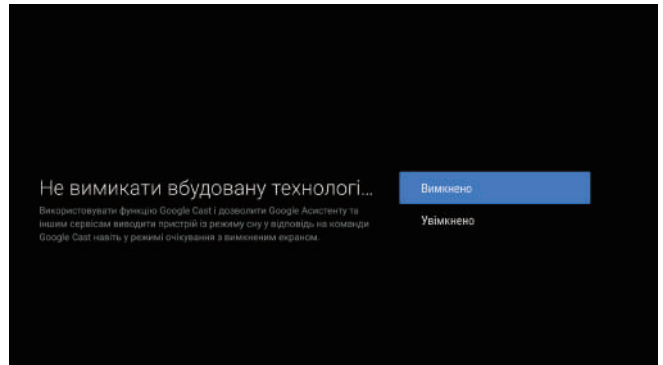 Не вимикати вбудовану технологі...
Використовувати функцію Google Cast і дозволити Google Асистенту та
іншим сервісам виводити пристрій із режиму сну у відповідь на команди
Google Cast навіть у режимі очікування з вимкненим екраном.
Вимкнено
Увімкнено